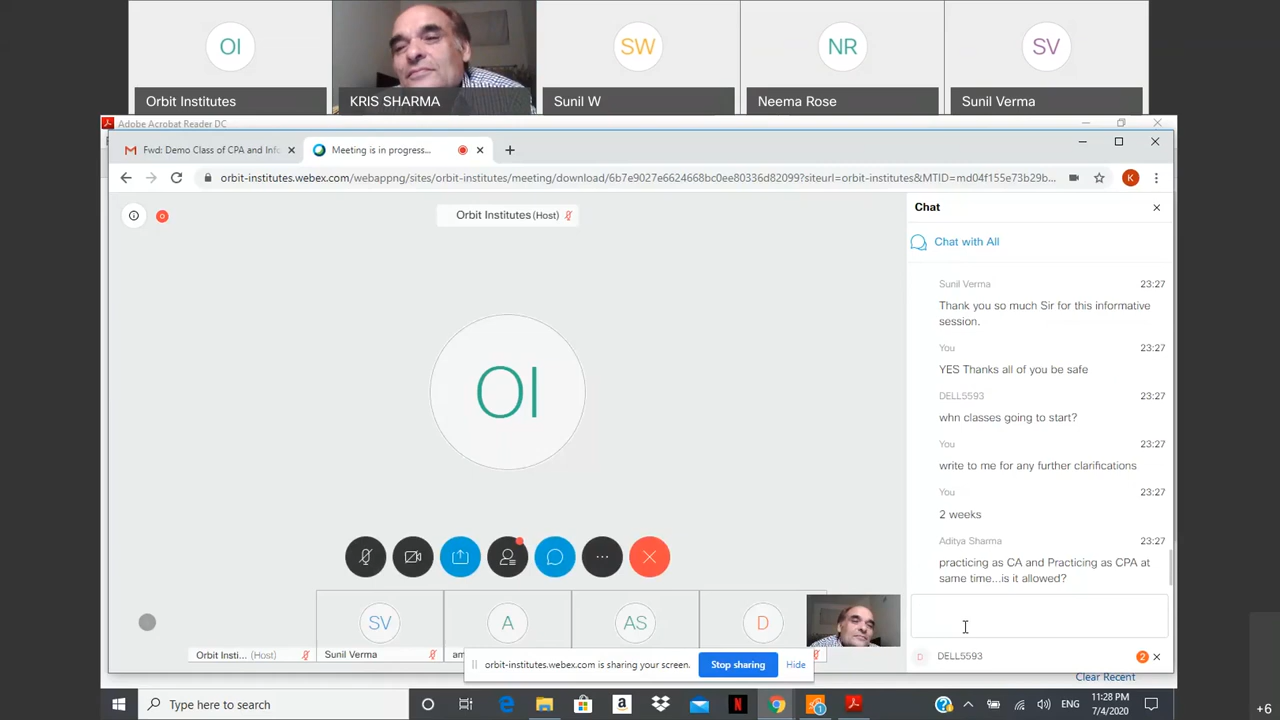 OI
SW
NR
SV
Orbit Institutes
KRIS SHARMA
Sunil W
Neema Rose
Sunil Verma
Adobe Acrobat Reader DC
Fwd: Demo Class of CPA and Info
Meeting is in progress...
orbit-institutes.webex.com/webappng/sites/orbit-institutes/meeting/download/6b7e9027e6624668bc0ee80336d82099?siteurl=orbit-institutes&MTID=md04f155e73b29b...
K
Orbit Institutes (Host)
Chat
Chat with All
Sunil Verma 23:27
Thank you so much Sir for this informative
session.
You 23:27
YES Thanks all of you be safe
DELL5593 23:27
whn classes going to start?
You 23:27
write to me for any further clarifications
You 23:27
2 weeks
Aditya Sharma 23:27
practicing as CA and Practicing as CPA at
same time...is it allowed?
OI
SV
A
AS
D
Orbit Insti... (Host)
Sunil Verma
am
orbit-institutes.webex.com is sharing your screen.
Stop sharing
Hide
D
DELL5593
2
Clear Recent
Type here to search
ENG
11:28 PM
7/4/2020
+6